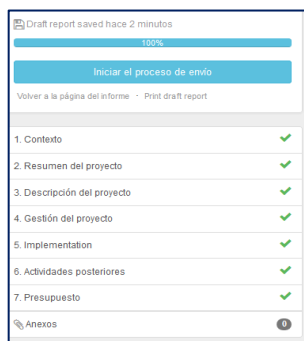 Draft report saved hace 2 minutos
100%
Iniciar el proceso de envío
Volver a la página del informe - Print draft report
1. Contexto
2. Resumen del proyecto
3. Descripción del proyecto
4. Gestión del proyecto
5. Implementation
6. Actividades posteriores
7. Presupuesto
Anexos 0